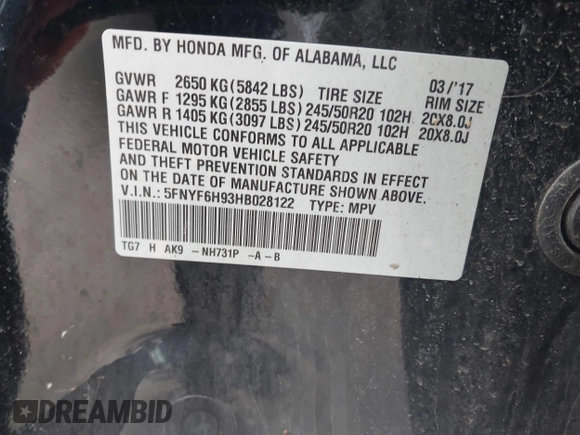 MFD. BY HONDA MFG. OF ALABAMA, LLC
03/'17
GVWR 2650 KG (5842 LBS) TIRE SIZE RIM SIZE
GAWR F 1295 KG (2855 LBS) 245/50R20 102H 20X8.0J
GAWR R 1405 KG (3097 LBS) 245/50R20 102H 20X8.0J
THIS VEHICLE CONFORMS TO ALL APPLICABLE
FEDERAL MOTOR VEHICLE SAFETY
AND THEFT PREVENTION STANDARDS IN EFFECT
ON THE DATE OF MANUFACTURE SHOWN ABOVE.
V.I.N.: 5FNYF6H93HB028122 TYPE: MPV
TG7 H AK9 - NH731P -A-B
DREAMBID